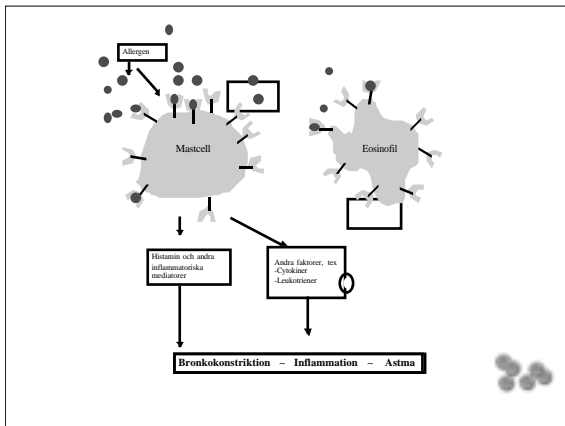 Allergen
Mastcell
Eosinofil
Histamin och andra
inflammatoriska
mediatorer
Andra faktorer, tex
-Cytokiner
-Leukotriener
Bronkokonstriktion – Inflammation – Astma